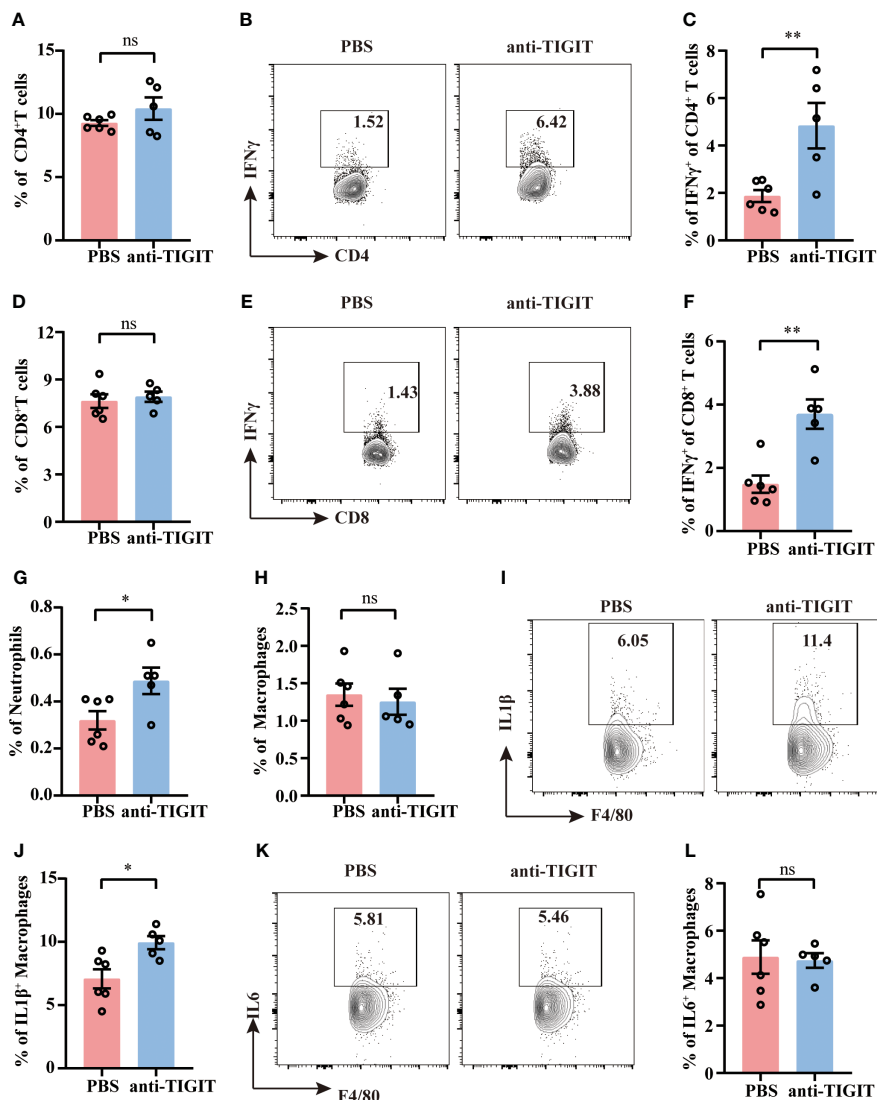 A
% of CD4⁺T cells
15
10
5
0
ns
PBS anti-TIGIT
B
PBS anti-TIGIT
1.52
6.42
IFNγ
CD4
C
% of IFNγ⁺ of CD4⁺ T cells
8
6
4
2
0
**
PBS anti-TIGIT
D
% of CD8⁺T cells
12
9
6
3
0
ns
PBS anti-TIGIT
E
PBS anti-TIGIT
1.43
3.88
IFNγ
CD8
F
% of IFNγ⁺ of CD8⁺ T cells
6
4
2
0
**
PBS anti-TIGIT
G
% of Neutrophils
0.8
0.6
0.4
0.2
0.0
*
PBS anti-TIGIT
H
% of Macrophages
2.5
2.0
1.5
1.0
0.5
0.0
ns
PBS anti-TIGIT
I
PBS anti-TIGIT
6.05
11.4
IL1β
F4/80
J
% of IL1β⁺ Macrophages
15
10
5
0
*
PBS anti-TIGIT
K
PBS anti-TIGIT
5.81
5.46
IL6
F4/80
L
% of IL6⁺ Macrophages
8
6
4
2
0
ns
PBS anti-TIGIT